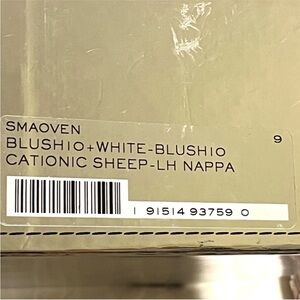 SMAOVEN
BLUSH10+WHITE-BLUSH10 9
CATIONIC SHEEP-LH NAPPA
1 91514 93759 0